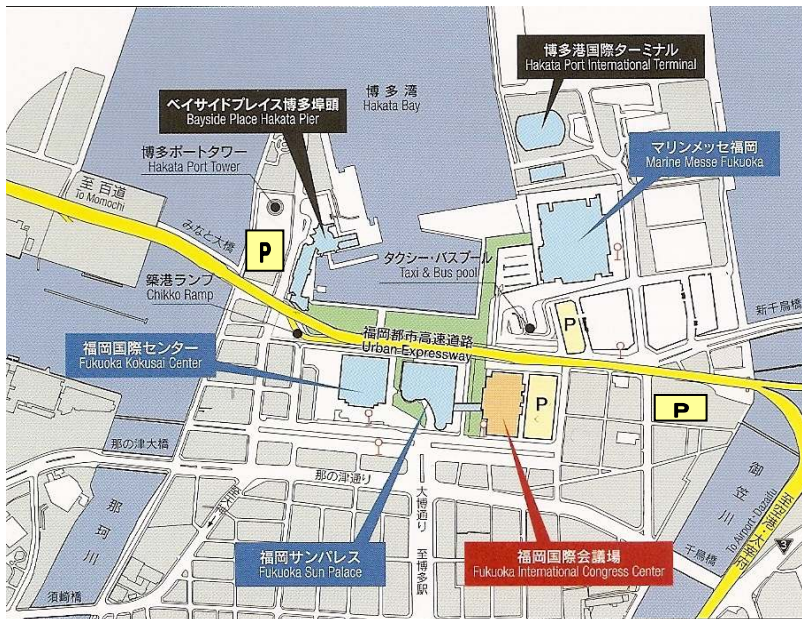 博多港国際ターミナル
Hakata Port International Terminal
博多湾
Hakata Bay
ベイサイドプレイス博多埠頭
Bayside Place Hakata Pier
マリンメッセ福岡
Marine Messe Fukuoka
博多ポートタワー
Hakata Port Tower
至百道
To Momochi
みなと大橋
P
タクシー・バスプール
Taxi & Bus pool
築港ランプ
Chikko Ramp
新千鳥橋
P
福岡都市高速道路
Urban Expressway
福岡国際センター
Fukuoka Kokusai Center
P
P
那の津大橋
那の津通り
御笠川
那珂川
大博通り
至博多駅
至空港・太宰府
To Airport・Dazaifu
3
福岡サンパレス
Fukuoka Sun Palace
福岡国際会議場
Fukuoka International Congress Center
千鳥橋
須崎橋